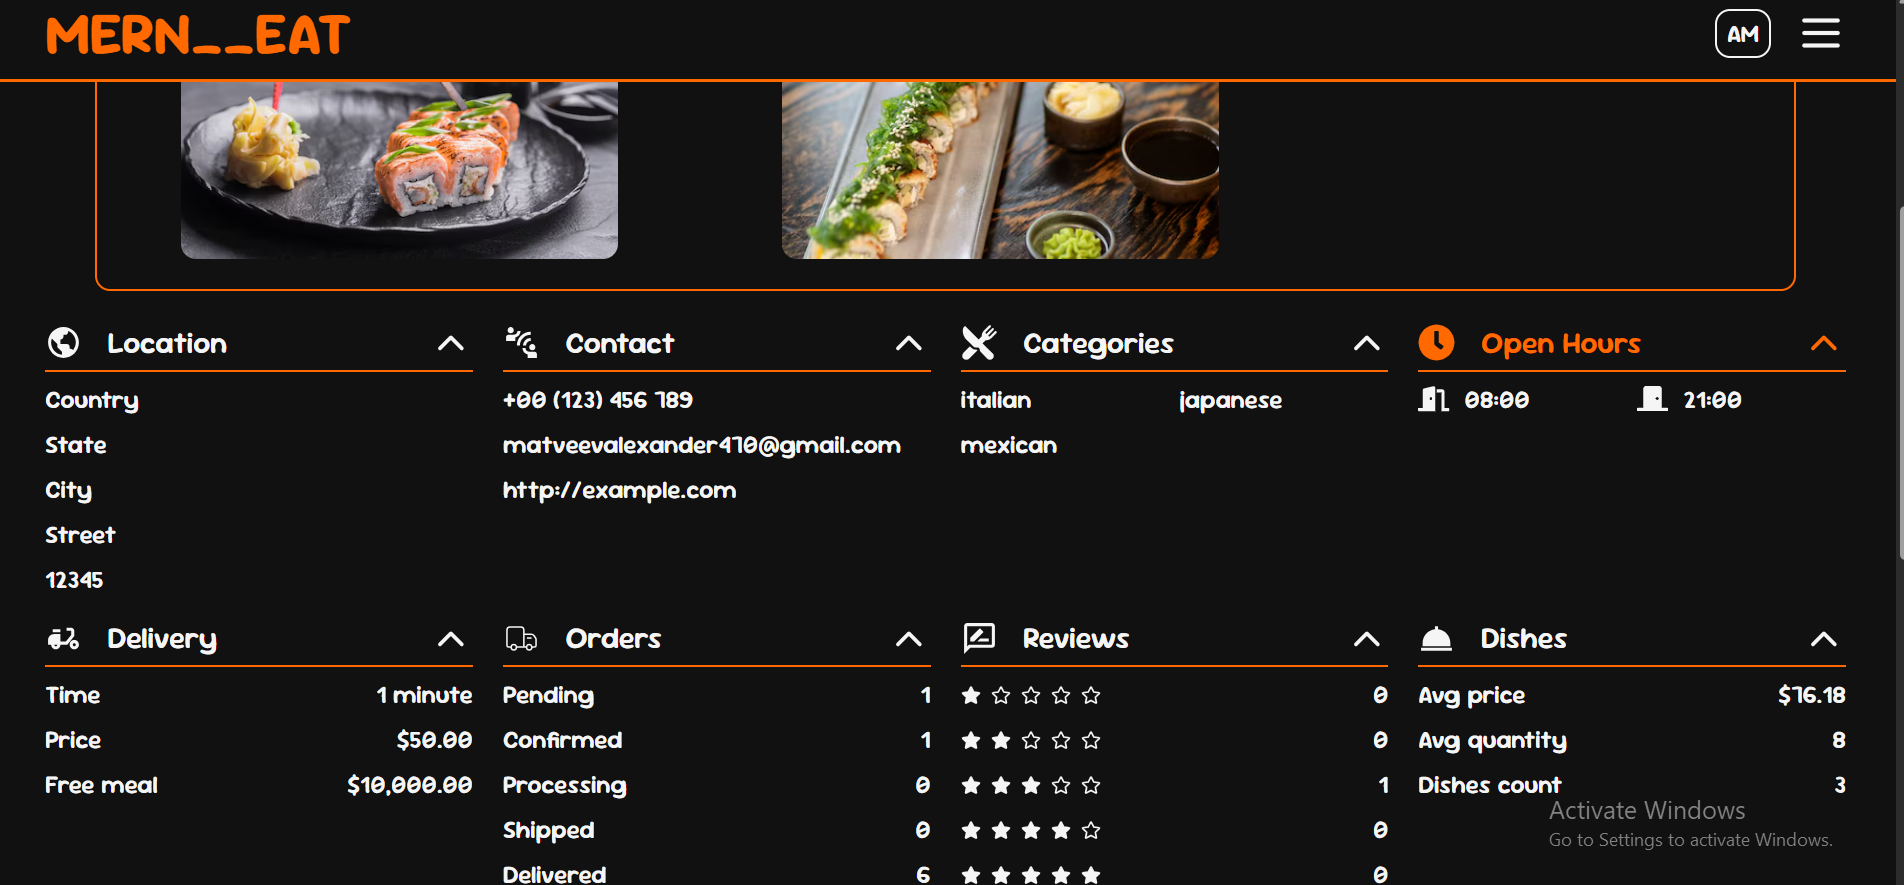 MERN__EAT
AM
Location
Country
State
City
Street
12345
Contact
+00 (123) 456 789
matveevalexander470@gmail.com
http://example.com
Categories
italian japanese
mexican
Open Hours
08:00 21:00
Delivery
Time 1 minute
Price $50.00
Free meal $10,000.00
Orders
Pending 1
Confirmed 1
Processing 0
Shipped 0
Delivered 6
Reviews
0
0
1
0
0
Dishes
Avg price $76.18
Avg quantity 8
Dishes count 3
Activate Windows
Go to Settings to activate Windows.